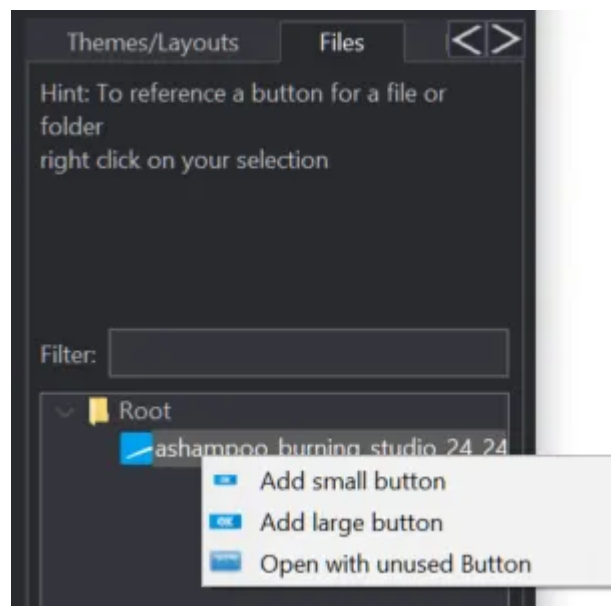 Themes/Layouts Files < >
Hint: To reference a button for a file or
folder
right click on your selection
Filter:
Root
ashampoo_burning_studio_24_24
Add small button
Add large button
Open with unused Button